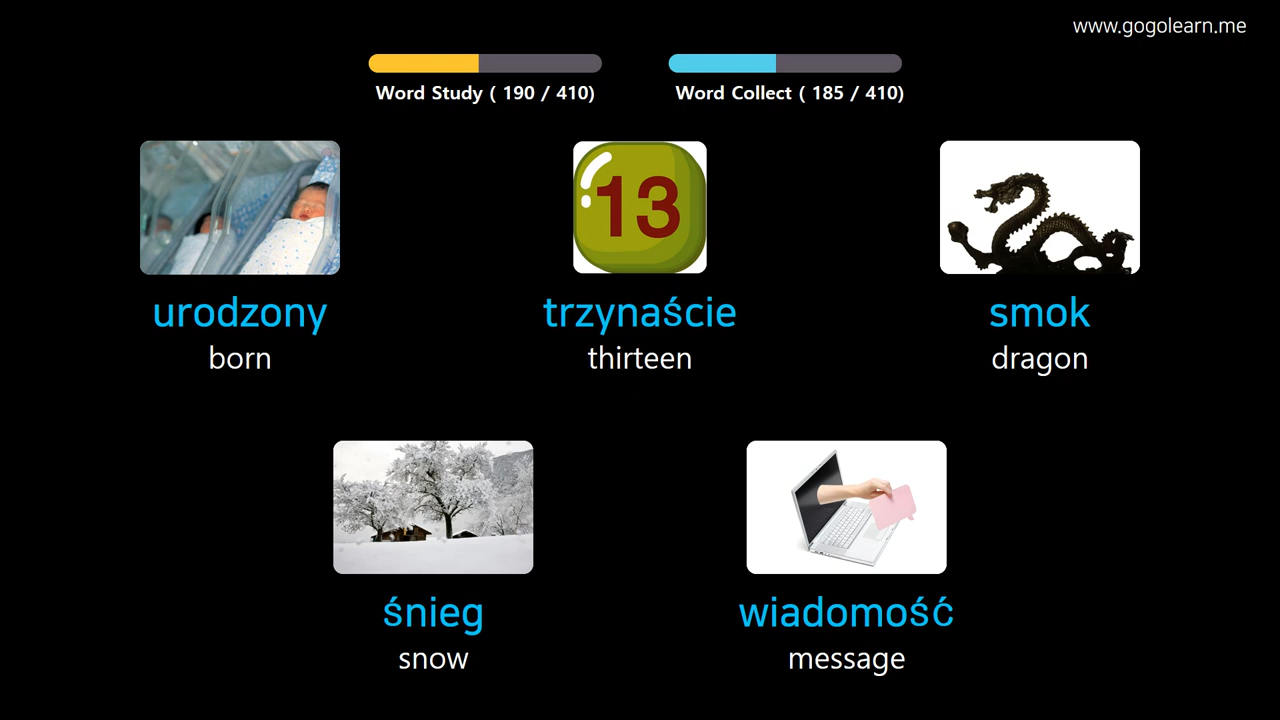 www.gogolearn.me
Word Study ( 190 / 410)
Word Collect ( 185 / 410)
13
urodzony
born
trzynaście
thirteen
smok
dragon
śnieg
snow
wiadomość
message